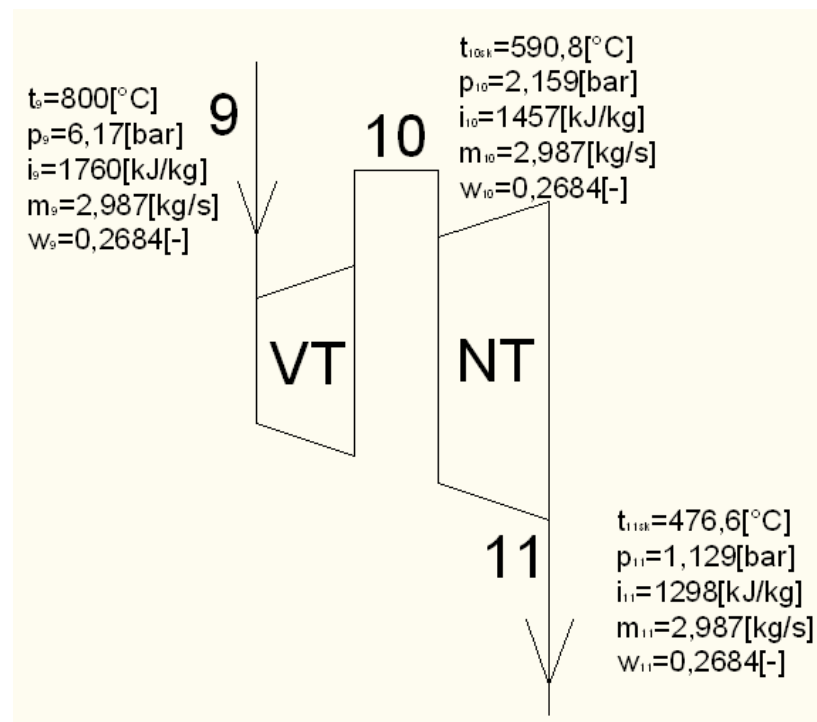 t₉=800[°C]
p₉=6,17[bar]
i₉=1760[kJ/kg]
m₉=2,987[kg/s]
w₉=0,2684[-]
9
10
t₁₀sk=590,8[°C]
p₁₀=2,159[bar]
i₁₀=1457[kJ/kg]
m₁₀=2,987[kg/s]
w₁₀=0,2684[-]
VT
NT
11
t₁₁sk=476,6[°C]
p₁₁=1,129[bar]
i₁₁=1298[kJ/kg]
m₁₁=2,987[kg/s]
w₁₁=0,2684[-]